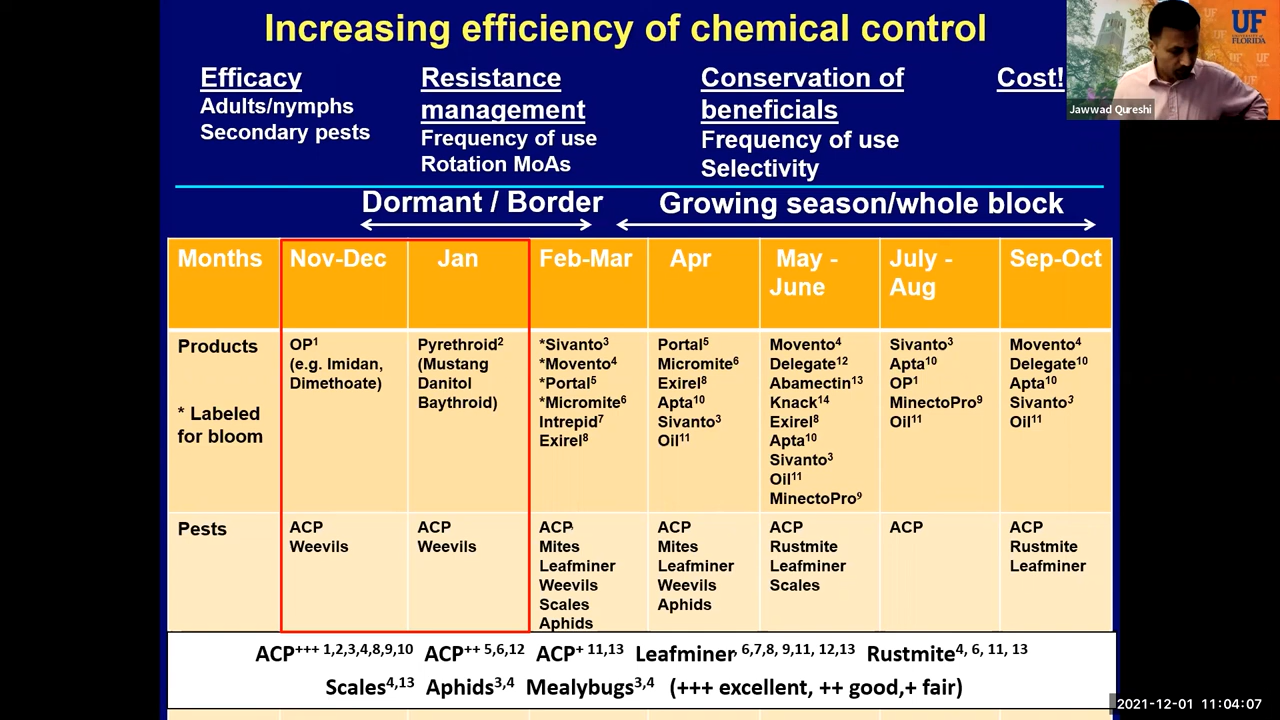 Increasing efficiency of chemical control
Efficacy
Adults/nymphs
Secondary pests
Resistance
management
Frequency of use
Rotation MoAs
Conservation of
beneficials
Frequency of use
Selectivity
Cost!
UF
UNIVERSITY of
FLORIDA
Jawwad Qureshi
Dormant / Border
Growing season/whole block
Months
Nov-Dec
Jan
Feb-Mar
Apr
May -
June
July -
Aug
Sep-Oct
Products
* Labeled
for bloom
OP¹
(e.g. Imidan,
Dimethoate)
Pyrethroid²
(Mustang
Danitol
Baythroid)
*Sivanto³
*Movento⁴
*Portal⁵
*Micromite⁶
Intrepid⁷
Exirel⁸
Portal⁵
Micromite⁶
Exirel⁸
Apta¹⁰
Sivanto³
Oil¹¹
Movento⁴
Delegate¹²
Abamectin¹³
Knack¹⁴
Exirel⁸
Apta¹⁰
Sivanto³
Oil¹¹
MinectoPro⁹
Sivanto³
Apta¹⁰
OP¹
MinectoPro⁹
Oil¹¹
Movento⁴
Delegate¹⁰
Apta¹⁰
Sivanto³
Oil¹¹
Pests
ACP
Weevils
ACP
Weevils
ACP
Mites
Leafminer
Weevils
Scales
Aphids
ACP
Mites
Leafminer
Weevils
Aphids
ACP
Rustmite
Leafminer
Scales
ACP
ACP
Rustmite
Leafminer
ACP+++ 1,2,3,4,8,9,10 ACP++ 5,6,12 ACP+ 11,13 Leafminer, 6,7,8, 9,11, 12,13 Rustmite4, 6, 11, 13
Scales4,13 Aphids3,4 Mealybugs3,4 (+++ excellent, ++ good,+ fair)
2021-12-01 11:04:07